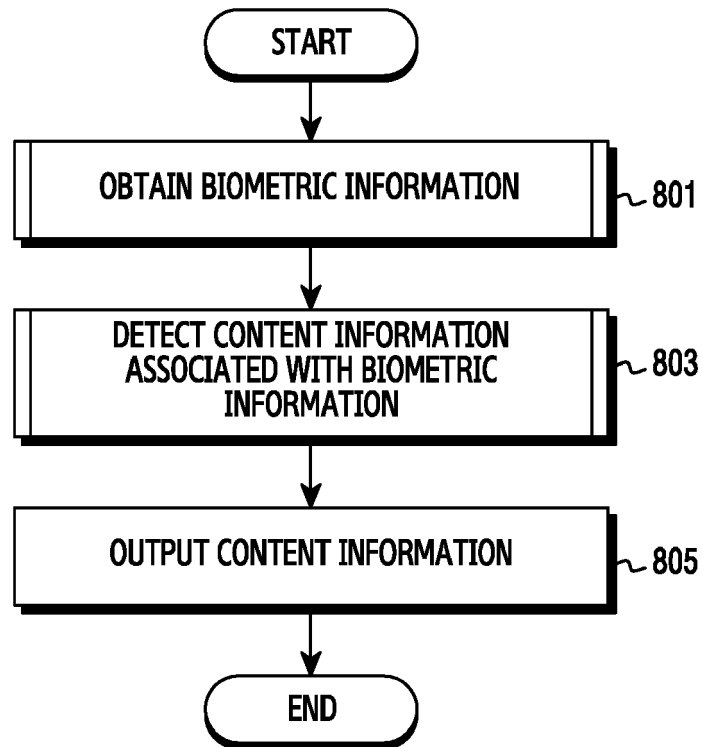 START
OBTAIN BIOMETRIC INFORMATION
801
DETECT CONTENT INFORMATION
ASSOCIATED WITH BIOMETRIC
INFORMATION
803
OUTPUT CONTENT INFORMATION
805
END